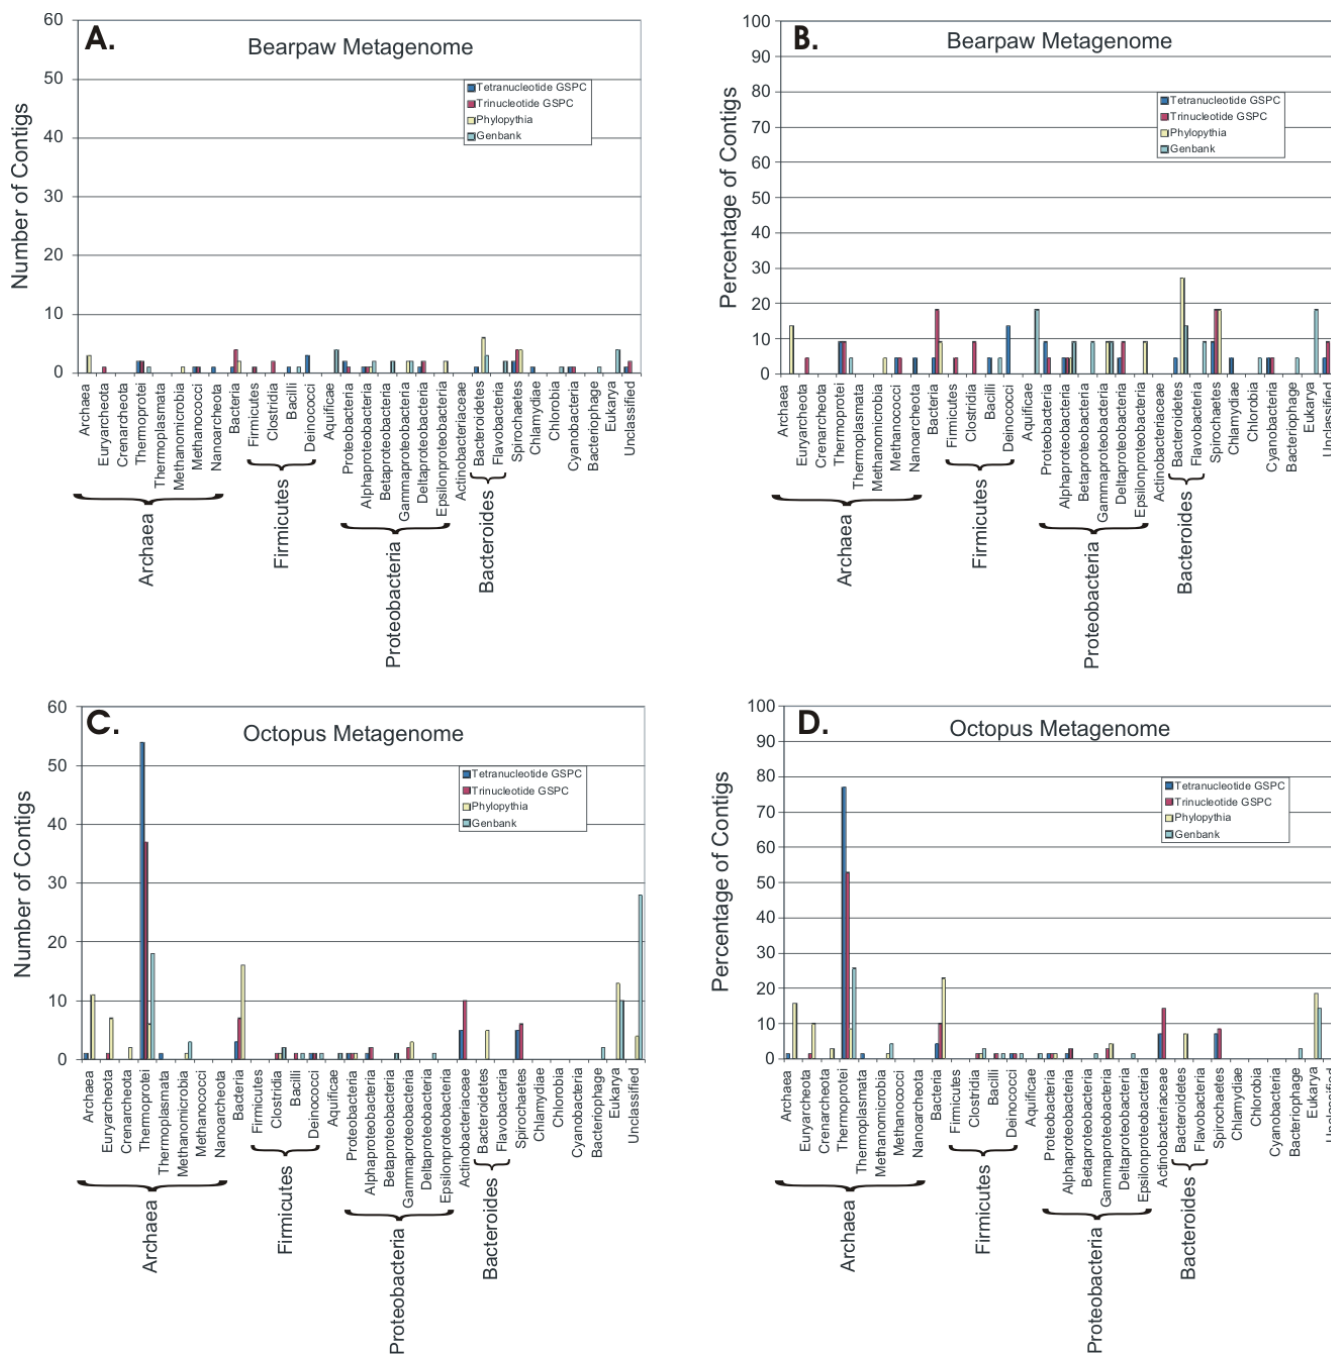 A.
Bearpaw Metagenome
Number of Contigs
60
50
40
30
20
10
0
Tetranucleotide GSPC
Trinucleotide GSPC
Phylopythia
Genbank
Archaea
Euryarcheota
Crenarcheota
Thermoprotei
Thermoplasmata
Methanomicrobia
Methanococci
Nanoarcheota
Bacteria
Firmicutes
Clostridia
Bacilli
Deinococci
Aquificae
Proteobacteria
Alphaproteobacteria
Betaproteobacteria
Gammaproteobacteria
Deltaproteobacteria
Epsilonproteobacteria
Actinobacteriaceae
Bacteroidetes
Flavobacteria
Spirochaetes
Chlamydiae
Chlorobia
Cyanobacteria
Bacteriophage
Eukarya
Unclassified
Archaea
Firmicutes
Proteobacteria
Bacteroides
B.
Bearpaw Metagenome
Percentage of Contigs
100
90
80
70
60
50
40
30
20
10
0
Tetranucleotide GSPC
Trinucleotide GSPC
Phylopythia
Genbank
Archaea
Euryarcheota
Crenarcheota
Thermoprotei
Thermoplasmata
Methanomicrobia
Methanococci
Nanoarcheota
Bacteria
Firmicutes
Clostridia
Bacilli
Deinococci
Aquificae
Proteobacteria
Alphaproteobacteria
Betaproteobacteria
Gammaproteobacteria
Deltaproteobacteria
Epsilonproteobacteria
Actinobacteriaceae
Bacteroidetes
Flavobacteria
Spirochaetes
Chlamydiae
Chlorobia
Cyanobacteria
Bacteriophage
Eukarya
Unclassified
Archaea
Firmicutes
Proteobacteria
Bacteroides
C.
Octopus Metagenome
Number of Contigs
60
50
40
30
20
10
0
Tetranucleotide GSPC
Trinucleotide GSPC
Phylopythia
Genbank
Archaea
Euryarcheota
Crenarcheota
Thermoprotei
Thermoplasmata
Methanomicrobia
Methanococci
Nanoarcheota
Bacteria
Firmicutes
Clostridia
Bacilli
Deinococci
Aquificae
Proteobacteria
Alphaproteobacteria
Betaproteobacteria
Gammaproteobacteria
Deltaproteobacteria
Epsilonproteobacteria
Actinobacteriaceae
Bacteroidetes
Flavobacteria
Spirochaetes
Chlamydiae
Chlorobia
Cyanobacteria
Bacteriophage
Eukarya
Unclassified
Archaea
Firmicutes
Proteobacteria
Bacteroides
D.
Octopus Metagenome
Percentage of Contigs
100
90
80
70
60
50
40
30
20
10
0
Tetranucleotide GSPC
Trinucleotide GSPC
Phylopythia
Genbank
Archaea
Euryarcheota
Crenarcheota
Thermoprotei
Thermoplasmata
Methanomicrobia
Methanococci
Nanoarcheota
Bacteria
Firmicutes
Clostridia
Bacilli
Deinococci
Aquificae
Proteobacteria
Alphaproteobacteria
Betaproteobacteria
Gammaproteobacteria
Deltaproteobacteria
Epsilonproteobacteria
Actinobacteriaceae
Bacteroidetes
Flavobacteria
Spirochaetes
Chlamydiae
Chlorobia
Cyanobacteria
Bacteriophage
Eukarya
Unclassified
Archaea
Firmicutes
Proteobacteria
Bacteroides